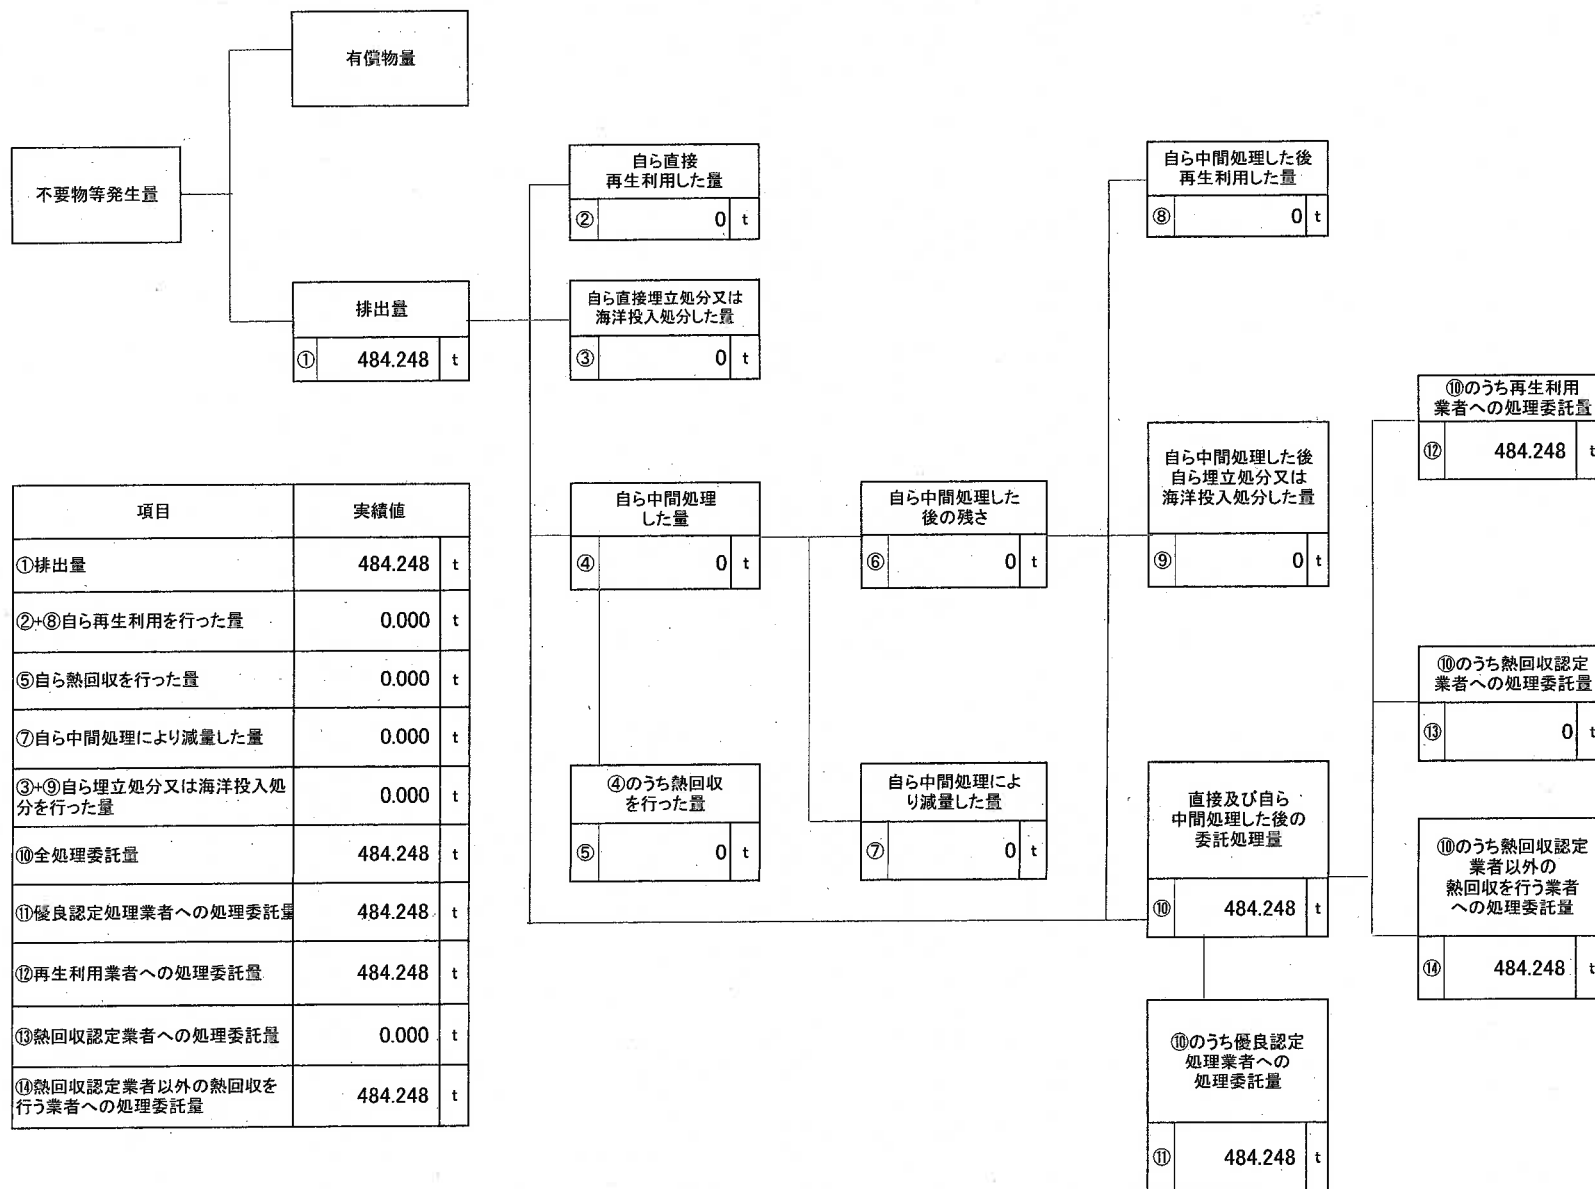 有償物量
不要物等発生量
排出量
① 484.248 t
自ら直接
再生利用した量
② 0 t
自ら直接埋立処分又は
海洋投入処分した量
③ 0 t
自ら中間処理
した量
④ 0 t
④のうち熱回収
を行った量
⑤ 0 t
自ら中間処理した
後の残さ
⑥ 0 t
自ら中間処理によ
り減量した量
⑦ 0 t
自ら中間処理した後
再生利用した量
⑧ 0 t
自ら中間処理した後
自ら埋立処分又は
海洋投入処分した量
⑨ 0 t
直接及び自ら
中間処理した後の
委託処理量
⑩ 484.248 t
⑩のうち優良認定
処理業者への
処理委託量
⑪ 484.248 t
⑩のうち再生利用
業者への処理委託量
⑫ 484.248 t
⑩のうち熱回収認定
業者への処理委託量
⑬ 0 t
⑩のうち熱回収認定
業者以外の
熱回収を行う業者
への処理委託量
⑭ 484.248 t
項目 実績値
①排出量 484.248 t
②+⑧自ら再生利用を行った量 0.000 t
⑤自ら熱回収を行った量 0.000 t
⑦自ら中間処理により減量した量 0.000 t
③+⑨自ら埋立処分又は海洋投入処
分を行った量 0.000 t
⑩全処理委託量 484.248 t
⑪優良認定処理業者への処理委託量 484.248 t
⑫再生利用業者への処理委託量 484.248 t
⑬熱回収認定業者への処理委託量 0.000 t
⑭熱回収認定業者以外の熱回収を
行う業者への処理委託量 484.248 t